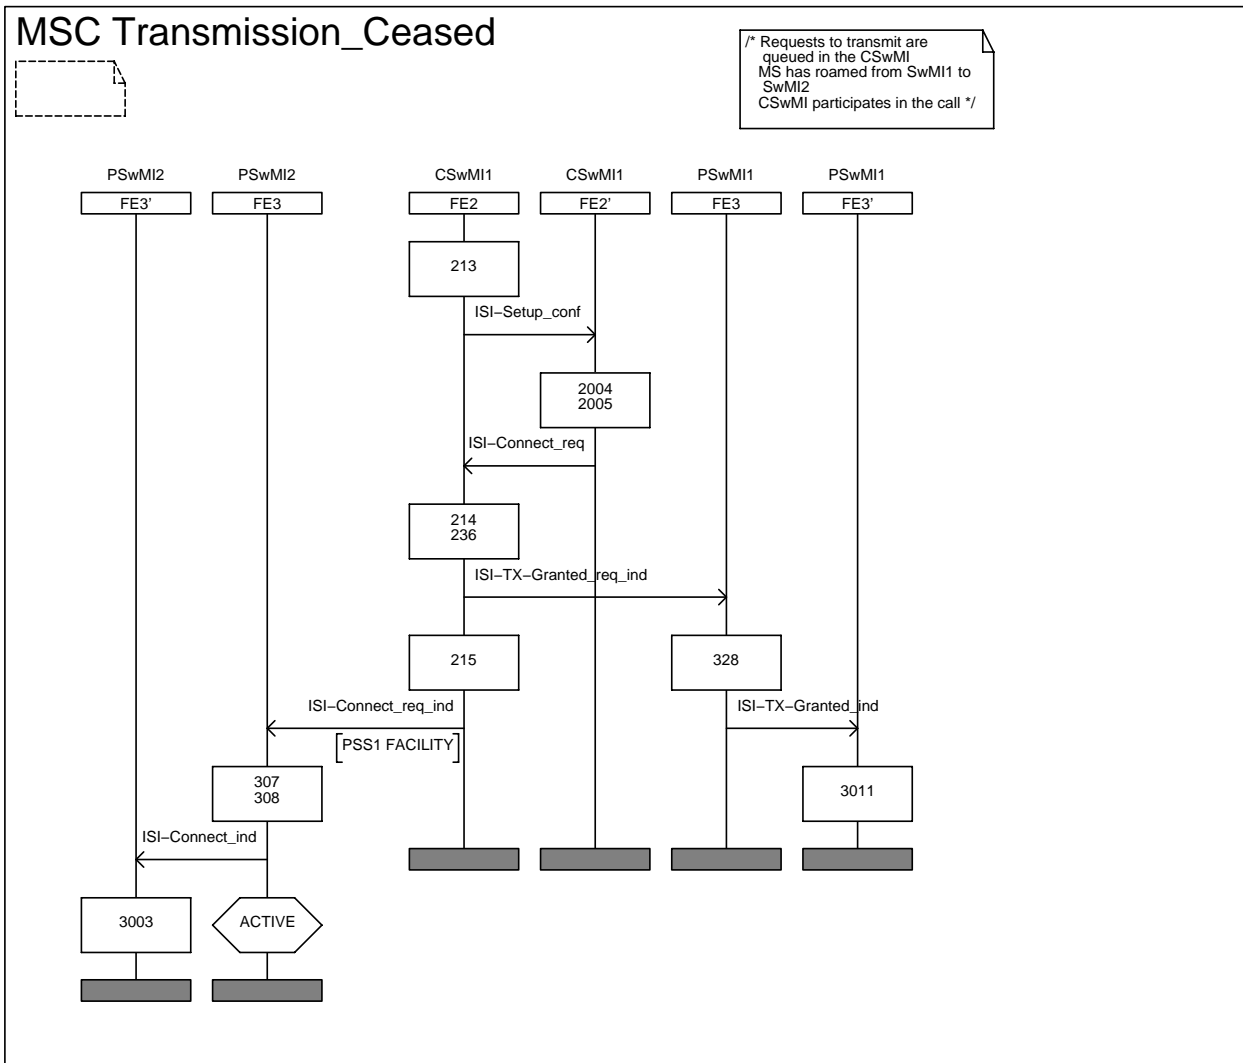 MSC Transmission_Ceased
/* Requests to transmit are
queued in the CSwMI
MS has roamed from SwMI1 to
SwMI2
CSwMI participates in the call */
PSwMI2 PSwMI2 CSwMI1 CSwMI1 PSwMI1 PSwMI1
FE3' FE3 FE2 FE2' FE3 FE3'
213
ISI−Setup_conf
2004
2005
ISI−Connect_req
214
236
ISI−TX−Granted_req_ind
215 328
ISI−Connect_req_ind ISI−TX−Granted_ind
PSS1 FACILITY
307
308
3011
ISI−Connect_ind
3003 ACTIVE